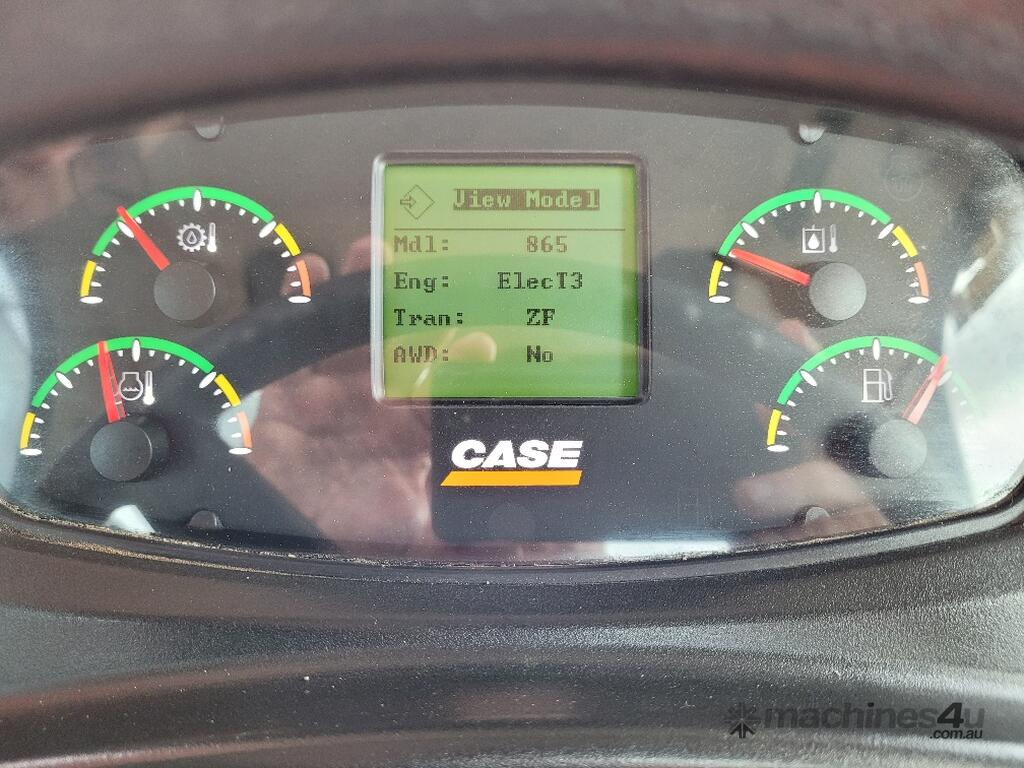 View Model
Mdl: 865
Eng: ElecT3
Tran: ZF
AWD: No
CASE
machines4u
.com.au